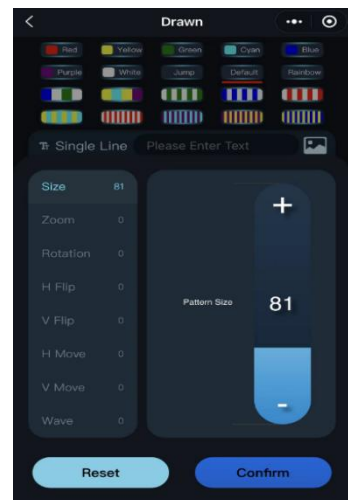 Drawn
Red Yellow Green Cyan Blue
Purple White Jump Default Rainbow
Tr Single Line Please Enter Text
Size 81
Zoom 0
Rotation 0
H Flip 0
V Flip 0
H Move 0
V Move 0
Wave 0
+
Pattern Size 81
-
Reset Confirm